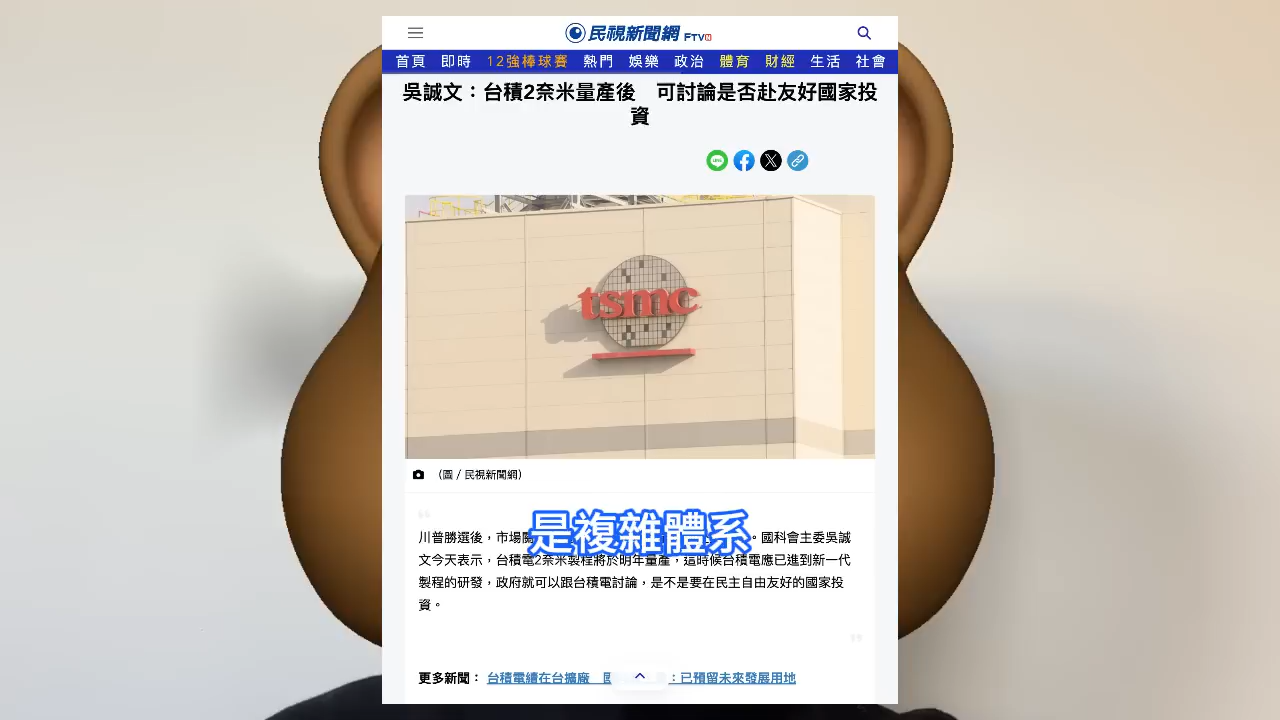 民視新聞網 FTVn
首頁 即時 12強棒球賽 熱門 娛樂 政治 體育 財經 生活 社會
吳誠文：台積2奈米量產後　可討論是否赴友好國家投
資
tsmc
（圖 / 民視新聞網）
是複雜體系
川普勝選後，市場 。國科會主委吳誠
文今天表示，台積電2奈米製程將於明年量產，這時候台積電應已進到新一代
製程的研發，政府就可以跟台積電討論，是不是要在民主自由友好的國家投
資。
更多新聞： 台積電續在台擴廠 ：已預留未來發展用地